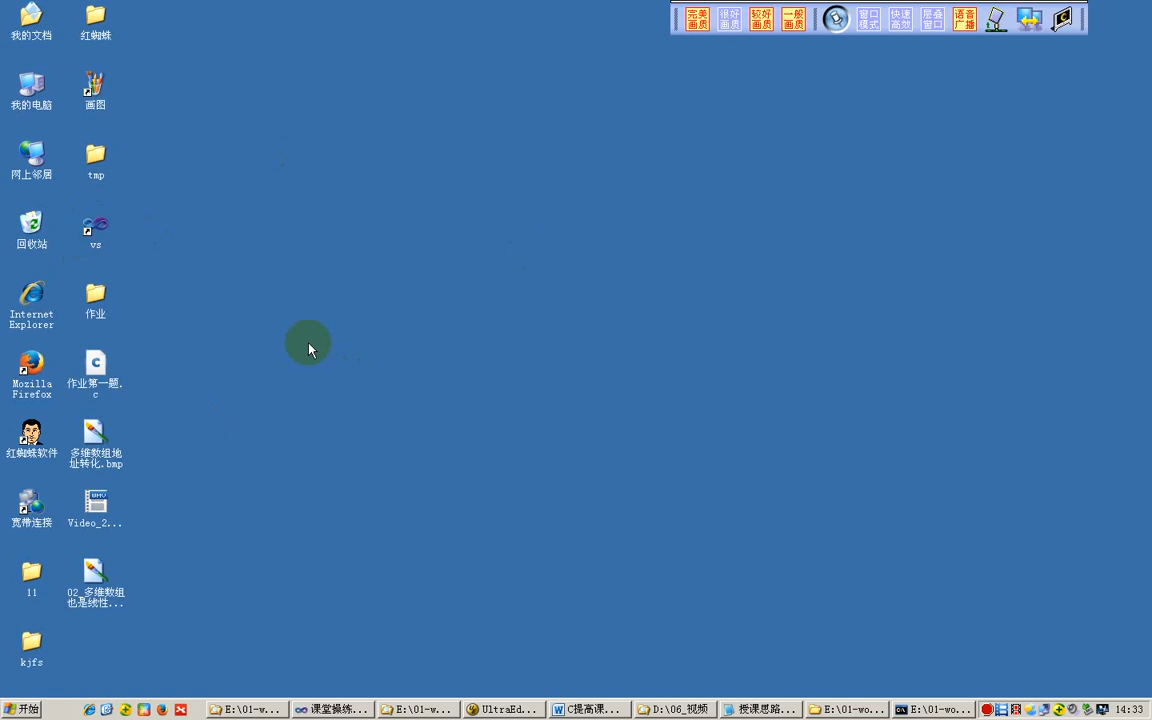 完美画质 很好画质 较好画质 一般画质 窗口模式 快速高效 层叠窗口 语音广播
我的文档
红蜘蛛
我的电脑
画图
网上邻居
tmp
回收站
vs
Internet
Explorer
作业
Mozilla
Firefox
作业第一题.
c
红蜘蛛软件
多维数组地
址转化.bmp
宽带连接
Video_2...
11
02_多维数组
也是线性...
kjfs
开始 E:\01-w... 课堂操练... E:\01-w... UltraEd... C提高课... D:\06_视频 授课思路... E:\01-wo... E:\01-wo... 14:33